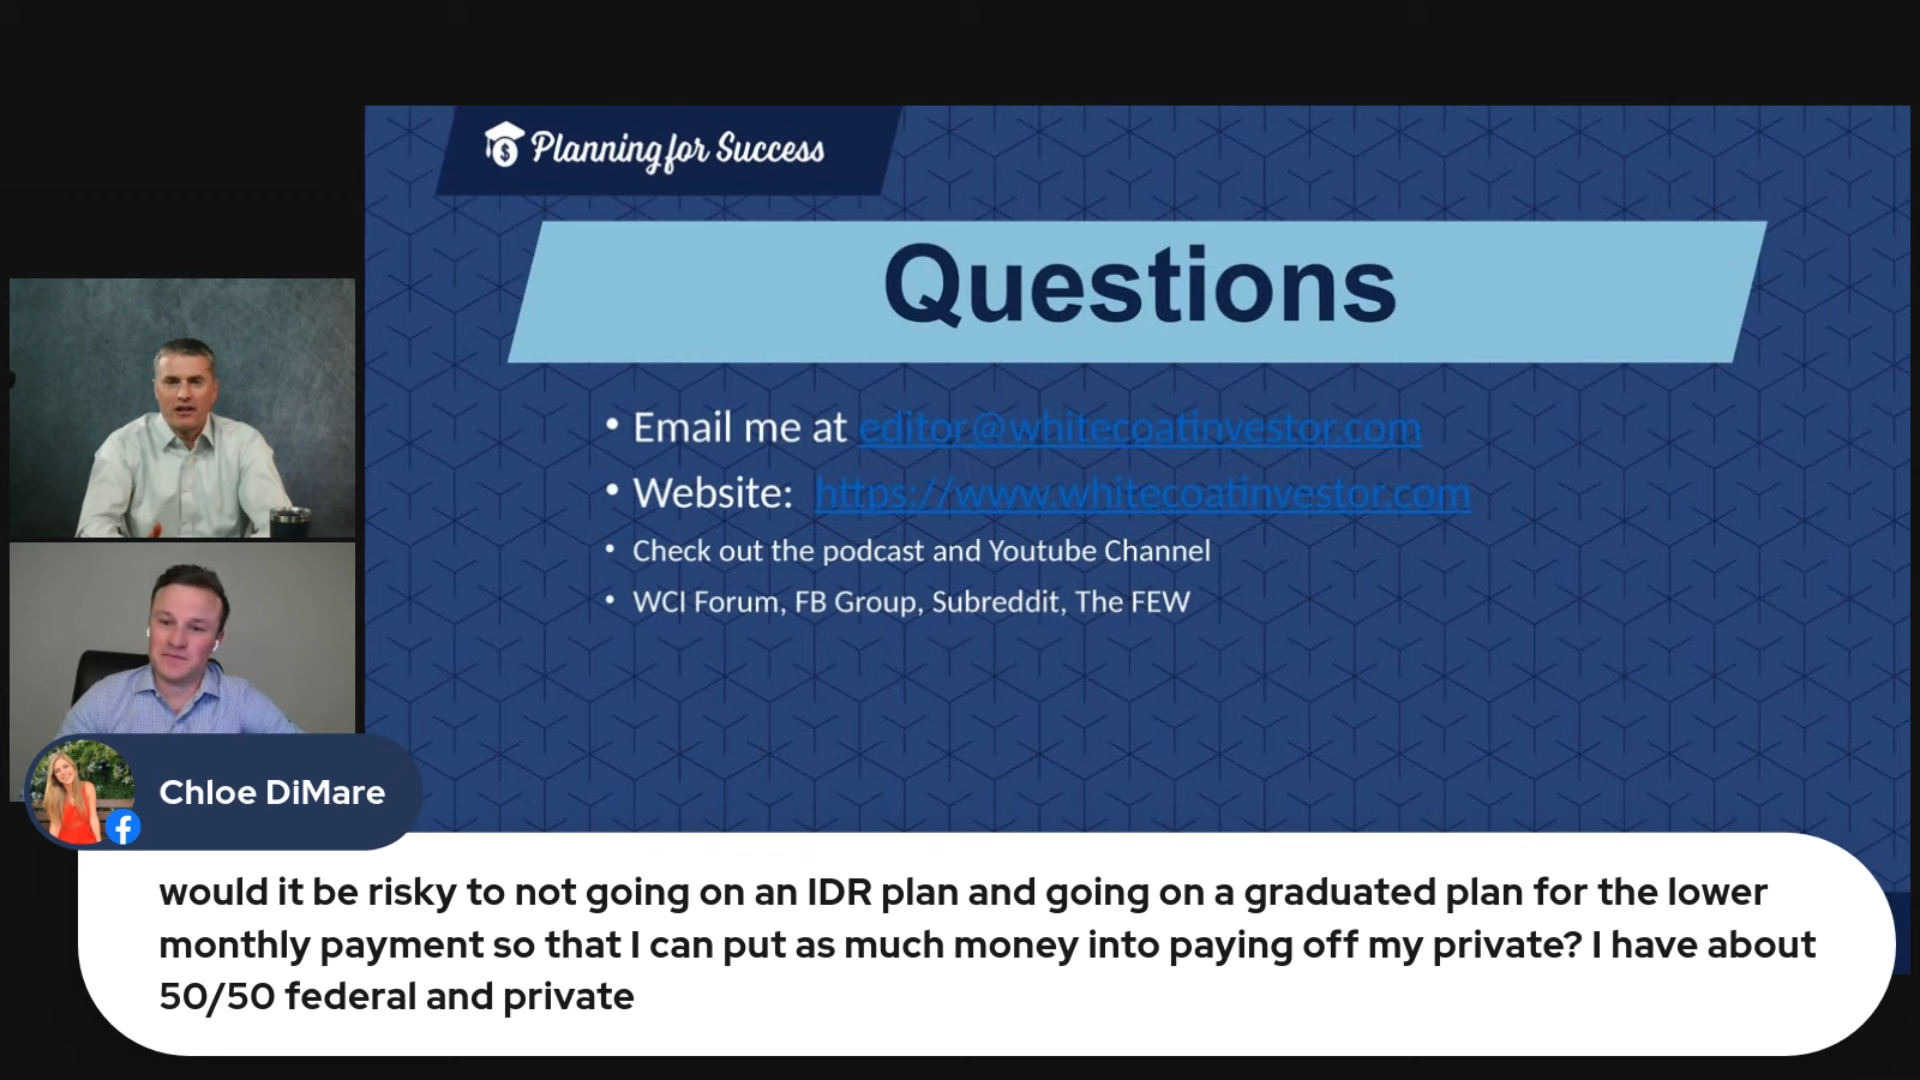 Planning for Success
Questions
• Email me at editor@whitecoatinvestor.com
• Website: https://www.whitecoatinvestor.com
• Check out the podcast and Youtube Channel
• WCI Forum, FB Group, Subreddit, The FEW
Chloe DiMare
would it be risky to not going on an IDR plan and going on a graduated plan for the lower
monthly payment so that I can put as much money into paying off my private? I have about
50/50 federal and private